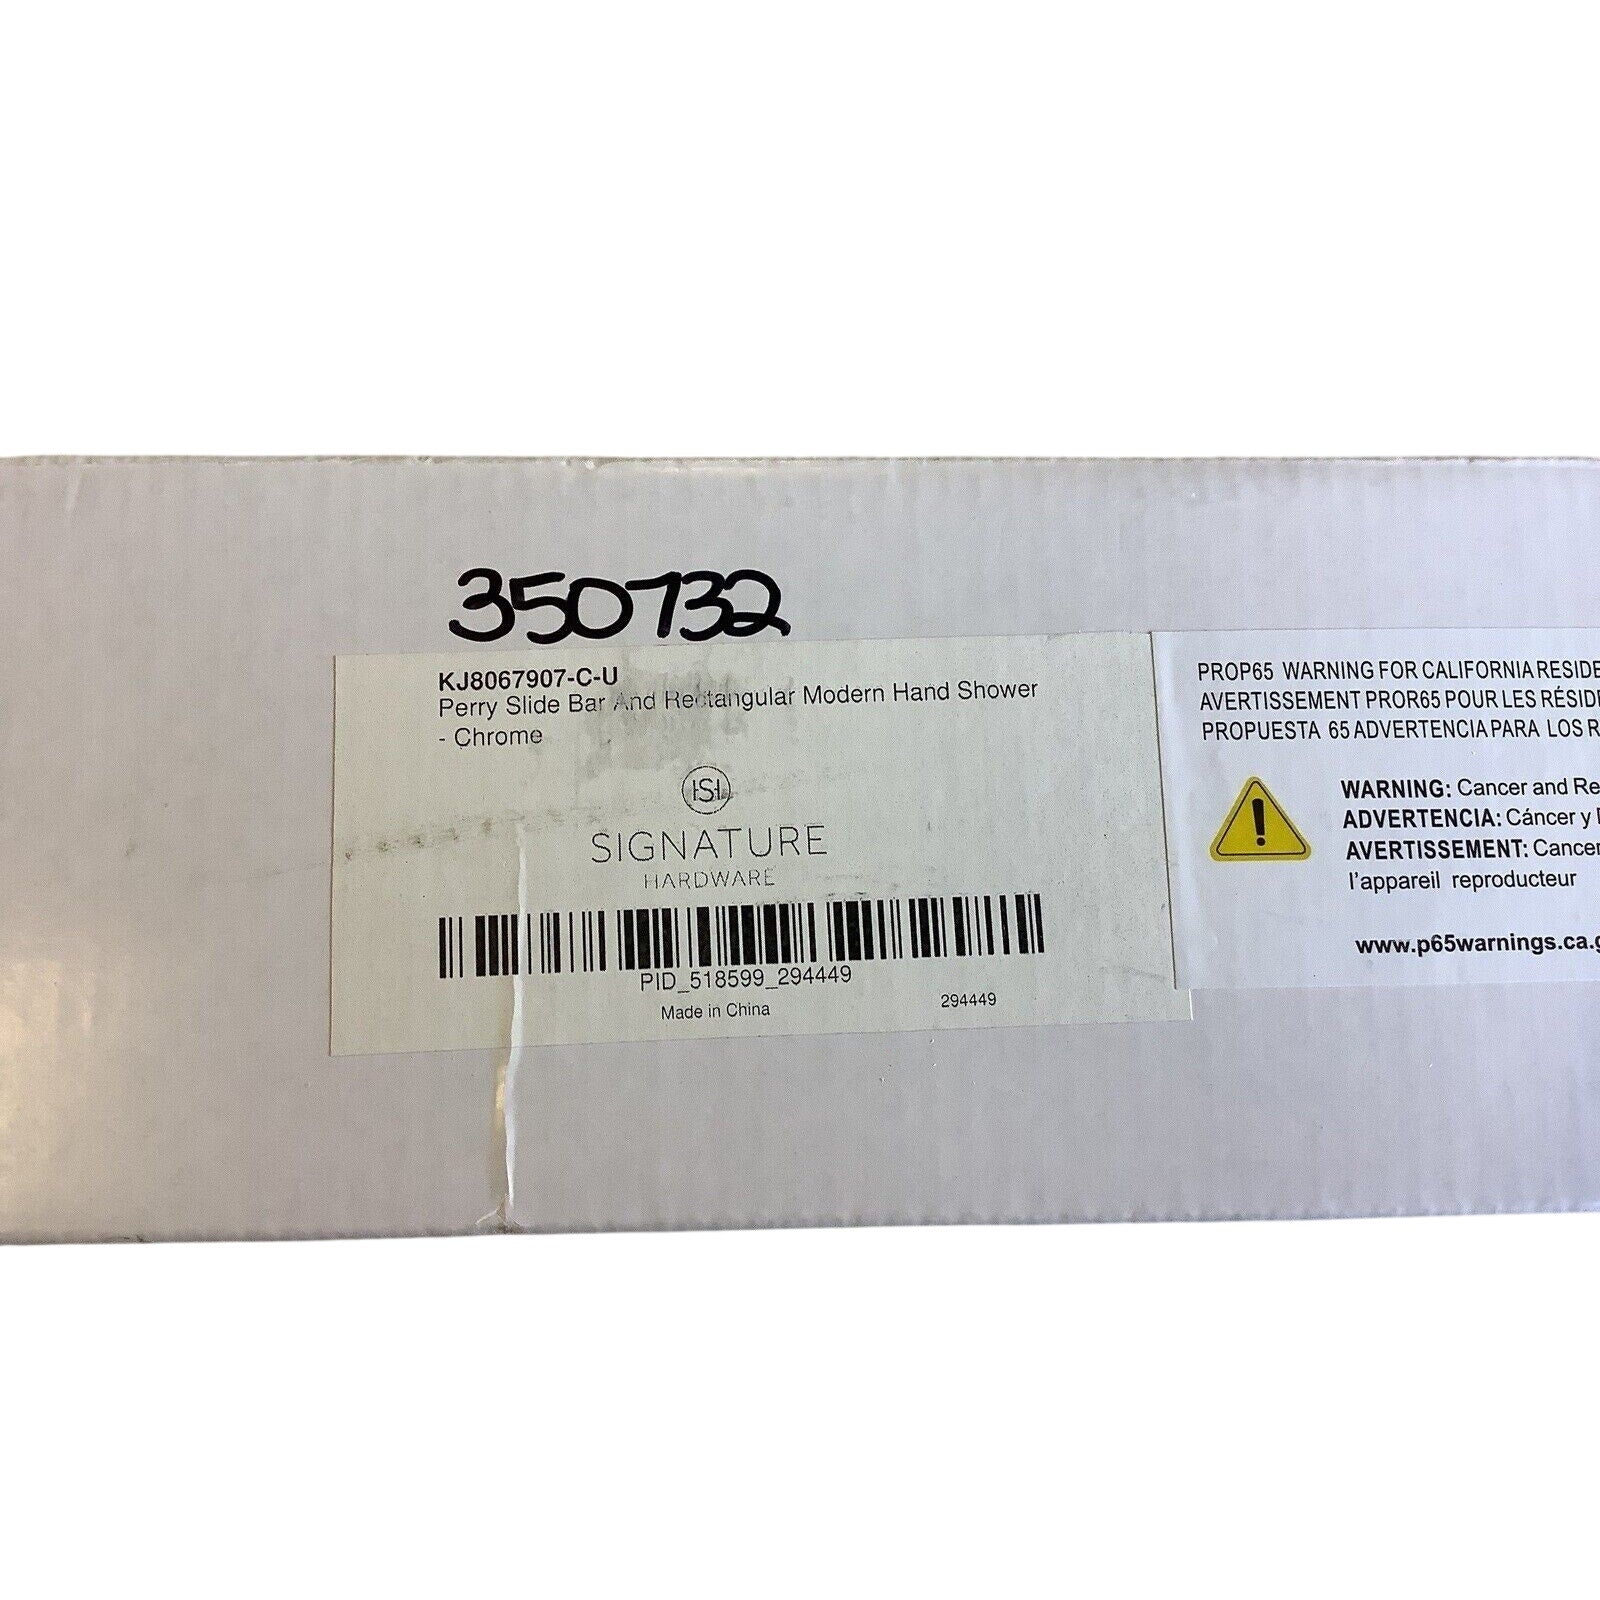 350732
KJ8067907-C-U
Perry Slide Bar And Rectangular Modern Hand Shower
- Chrome
HSH
SIGNATURE
HARDWARE
PID_518599_294449
Made in China
294449
PROP65 WARNING FOR CALIFORNIA RESIDE
AVERTISSEMENT PROR65 POUR LES RÉSID
PROPUESTA 65 ADVERTENCIA PARA LOS R
WARNING: Cancer and Re
ADVERTENCIA: Cáncer y
AVERTISSEMENT: Cancer
l'appareil reproducteur
www.p65warnings.ca.g